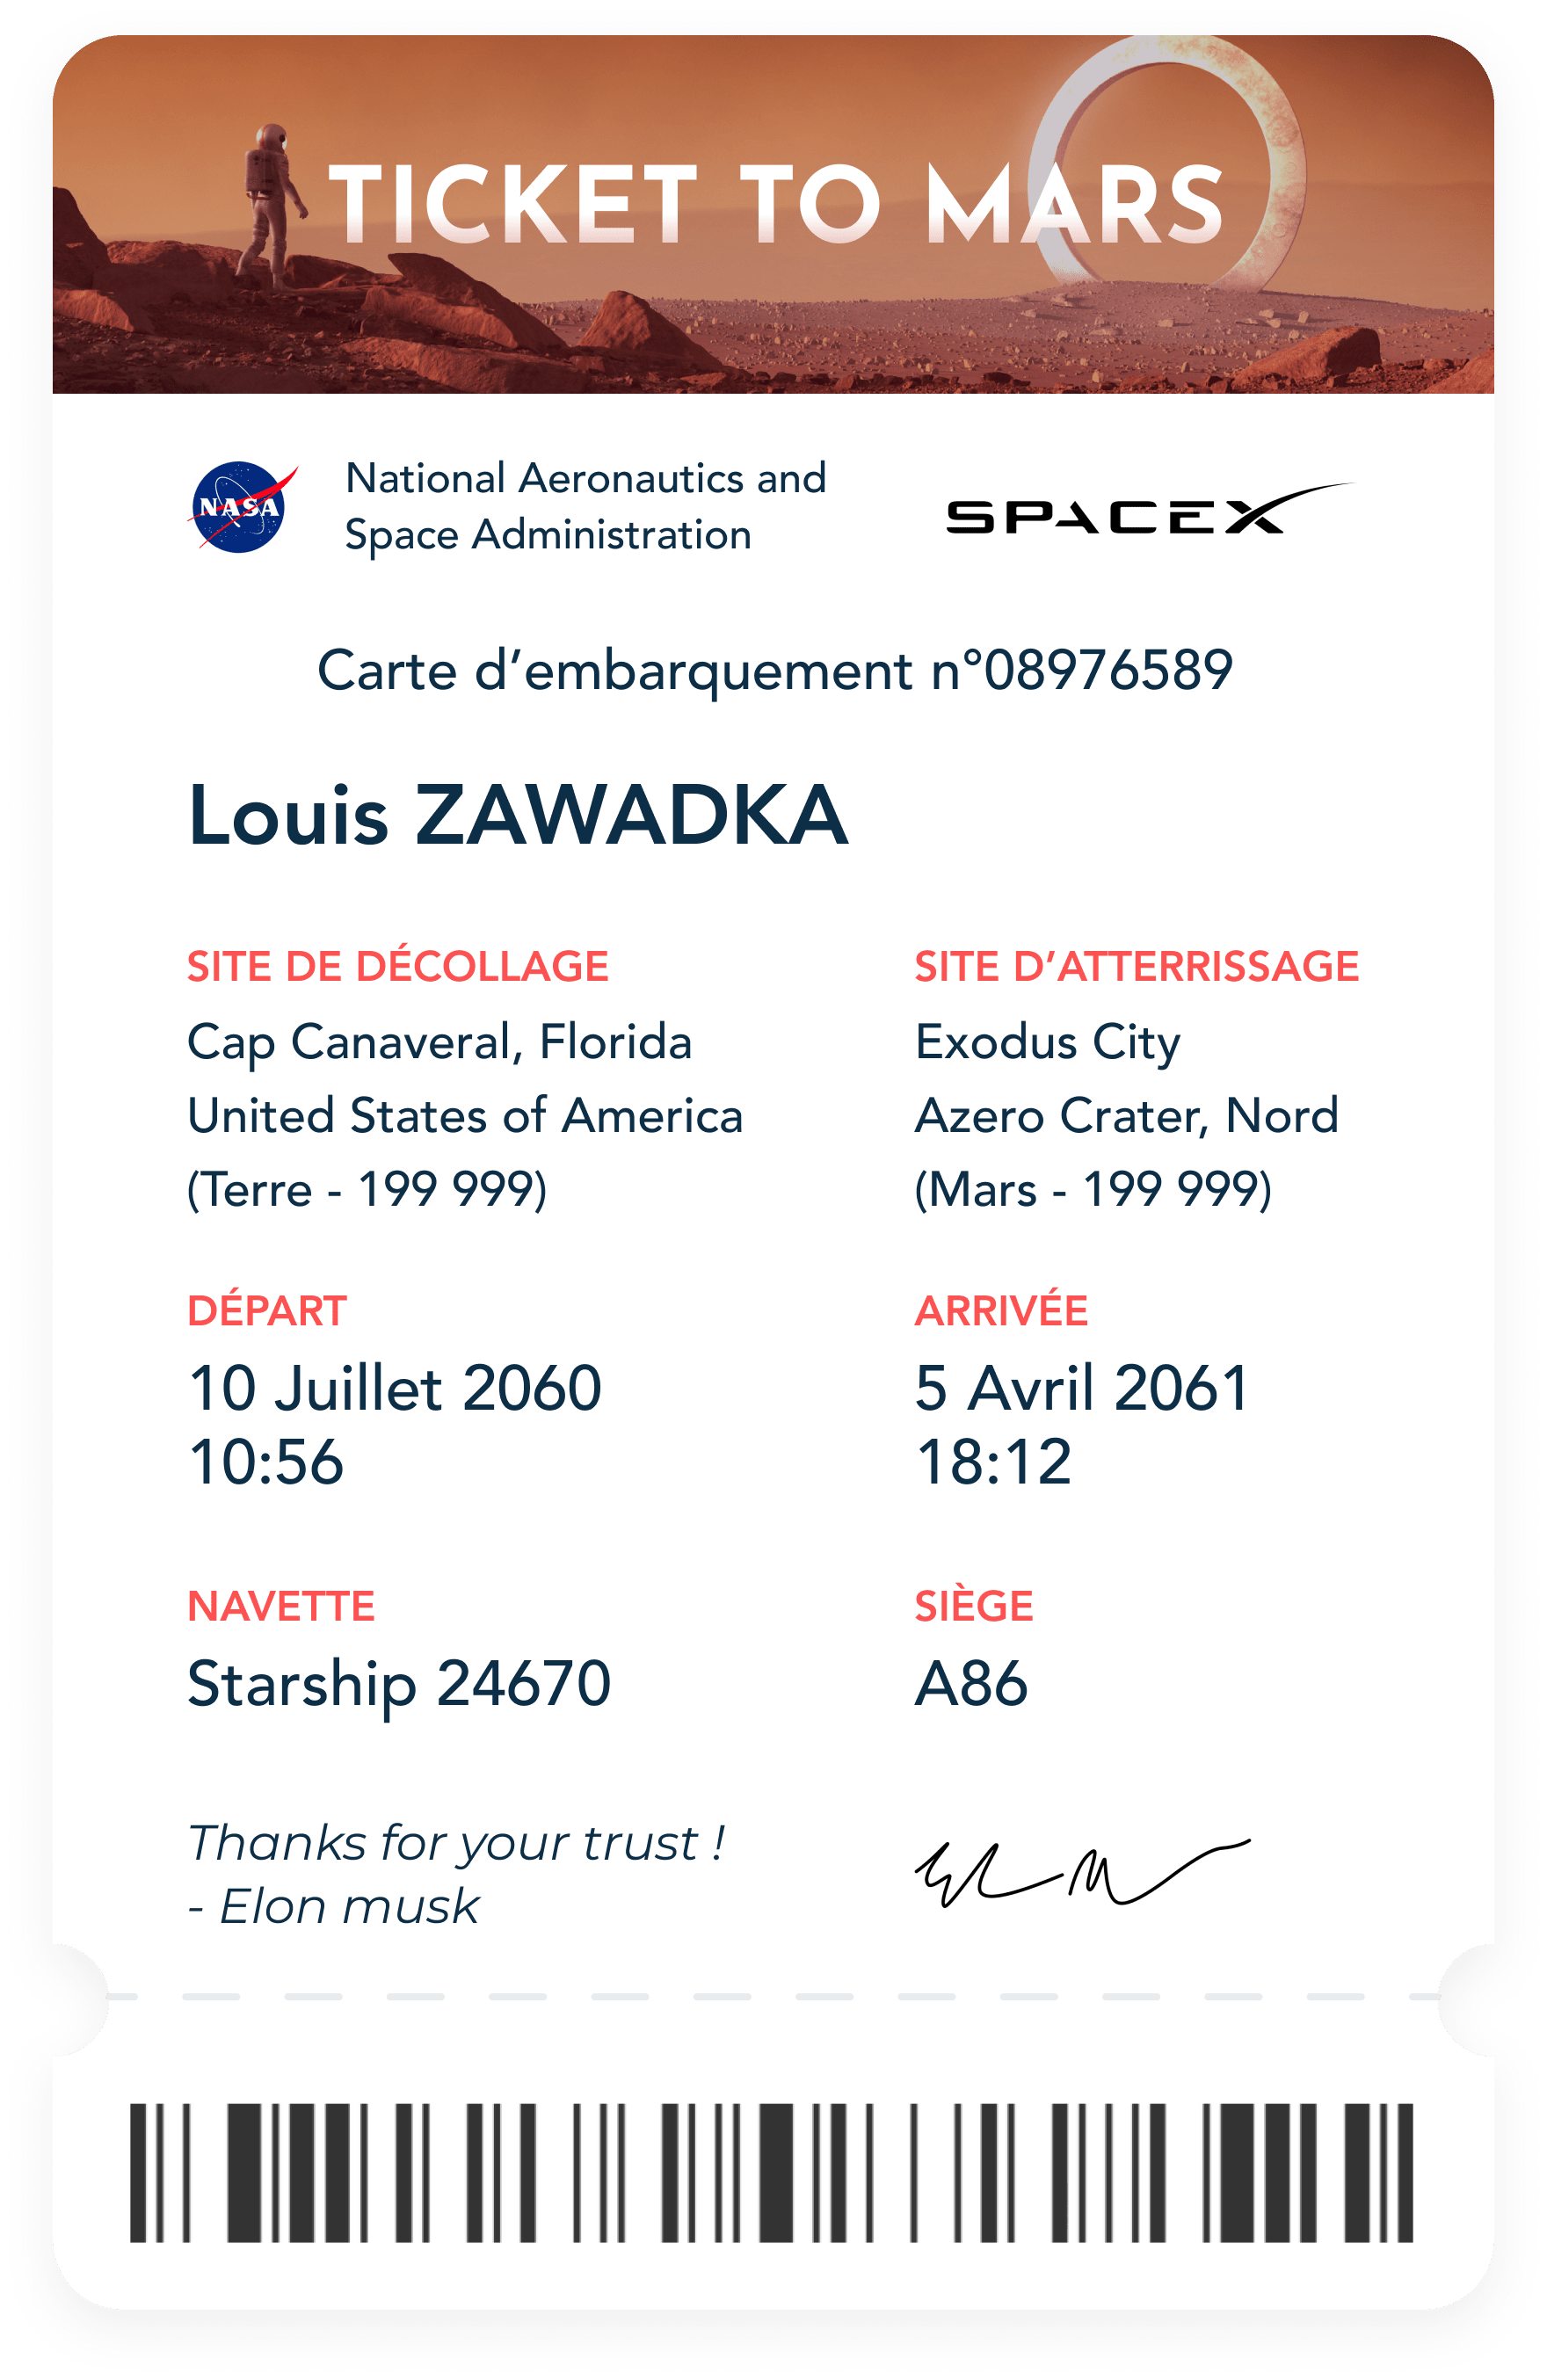 TICKET TO MARS
NASA
National Aeronautics and
Space Administration
SPACEX
Carte d’embarquement n°08976589
Louis ZAWADKA
SITE DE DÉCOLLAGE
Cap Canaveral, Florida
United States of America
(Terre - 199 999)
SITE D’ATTERRISSAGE
Exodus City
Azero Crater, Nord
(Mars - 199 999)
DÉPART
10 Juillet 2060
10:56
ARRIVÉE
5 Avril 2061
18:12
NAVETTE
Starship 24670
SIÈGE
A86
Thanks for your trust !
- Elon musk